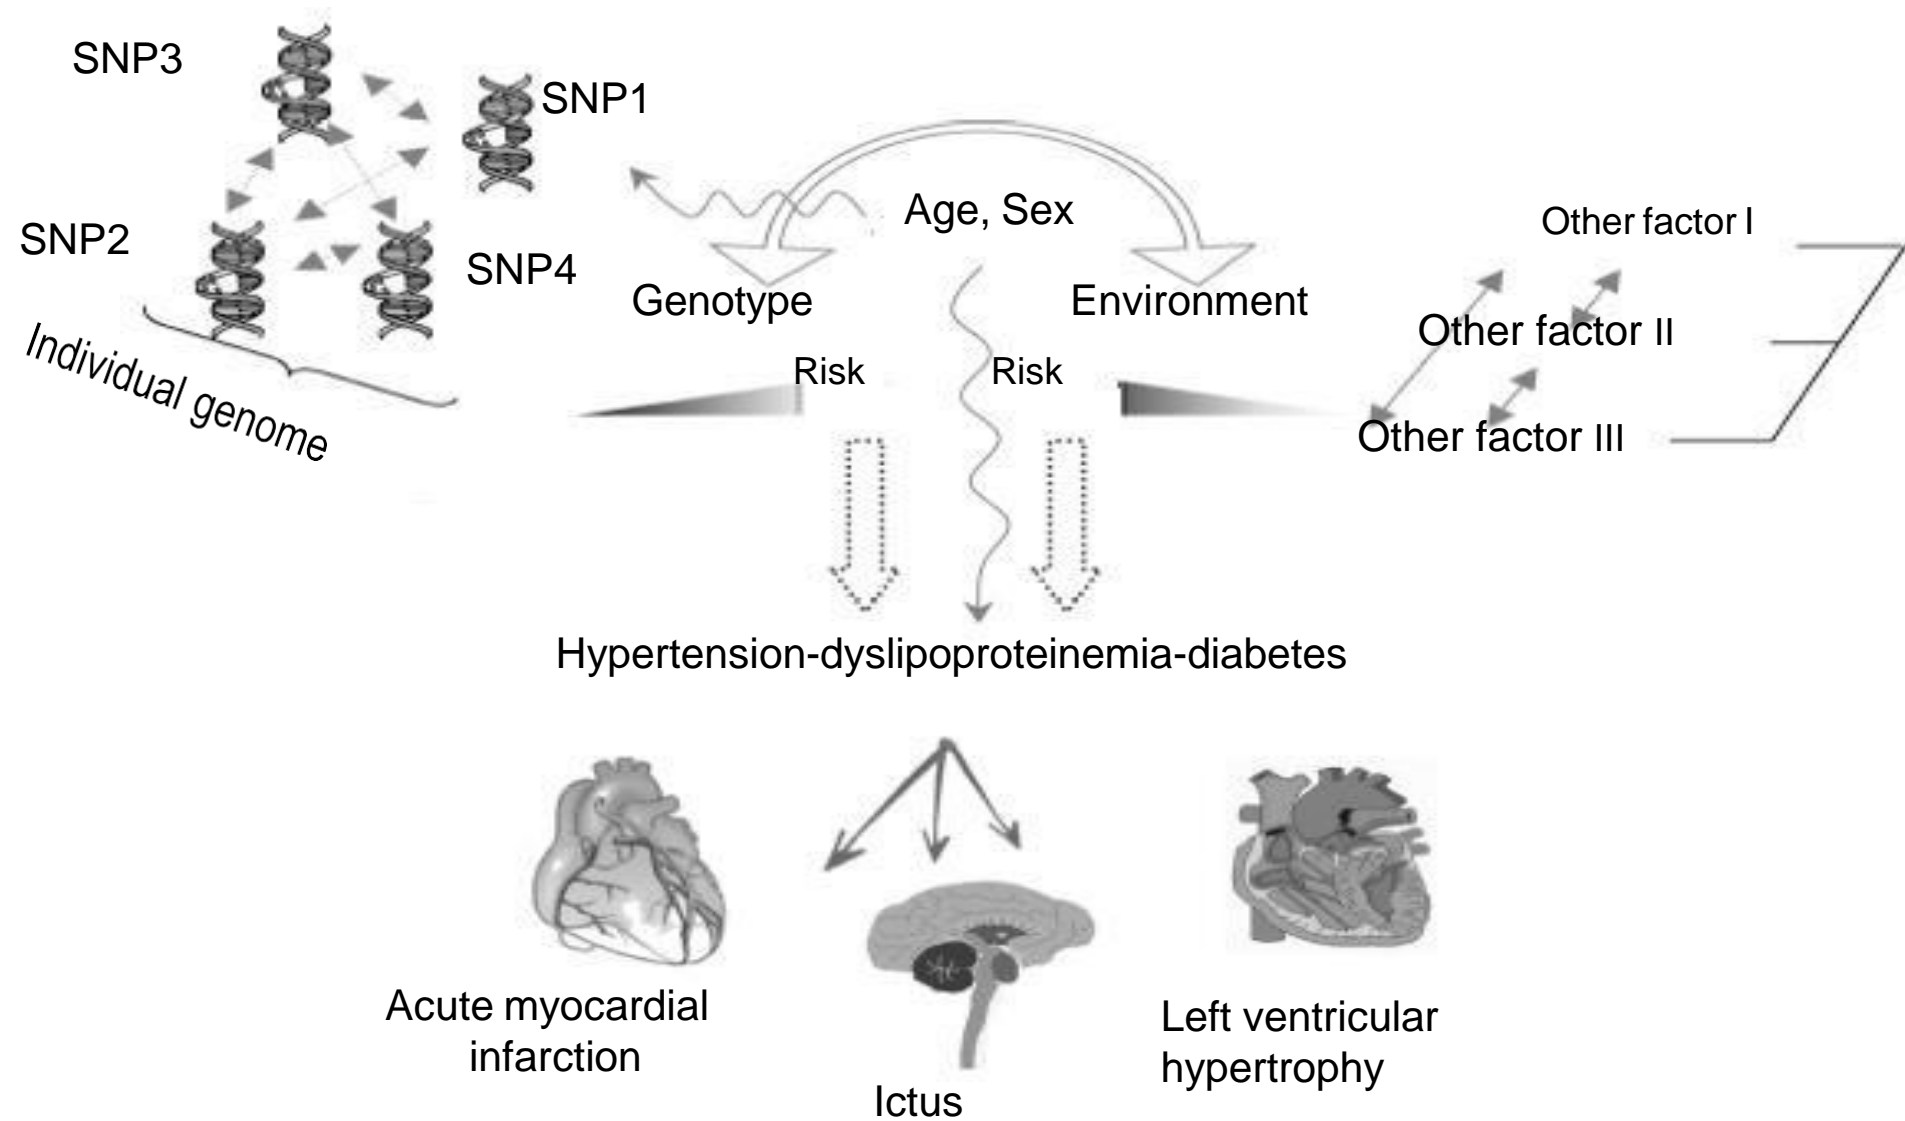 SNP3
SNP1
SNP2
SNP4
Individual genome
Age, Sex
Genotype
Environment
Risk
Risk
Other factor I
Other factor II
Other factor III
Hypertension-dyslipoproteinemia-diabetes
Acute myocardial
infarction
Ictus
Left ventricular
hypertrophy